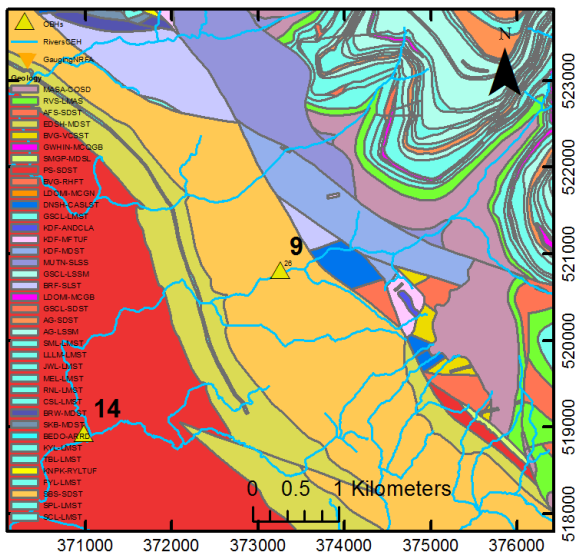 OBHs
RiversCEH
GaugingNRFA
Geology
MASA-GOSD
RVS-LMAS
AFS-SDST
EDSH-MDST
BVG-VCSST
GWHIN-MCQGB
SMGP-MDSL
PS-SDST
BVG-RHFT
LDOMI-MCGN
DNSH-CASLST
GSCL-LMST
KDF-ANDCLA
KDF-MFTUF
KDF-MDST
MUTN-SLSS
GSCL-LSSM
BRF-SLST
LDOMI-MCGB
GSCL-SDST
AG-SDST
AG-LSSM
SML-LMST
LLLM-LMST
JWL-LMST
MEL-LMST
RNL-LMST
CSL-LMST
BRW-MDST
SKB-MDST
BEDO-ARRD
KYL-LMST
TBL-LMST
KNPK-RYLTUF
FYL-LMST
SBS-SDST
SPL-LMST
SCL-LMST
N
9
26
14
0 0.5 1 Kilometers
523000
522000
521000
520000
519000
518000
371000 372000 373000 374000 375000 376000